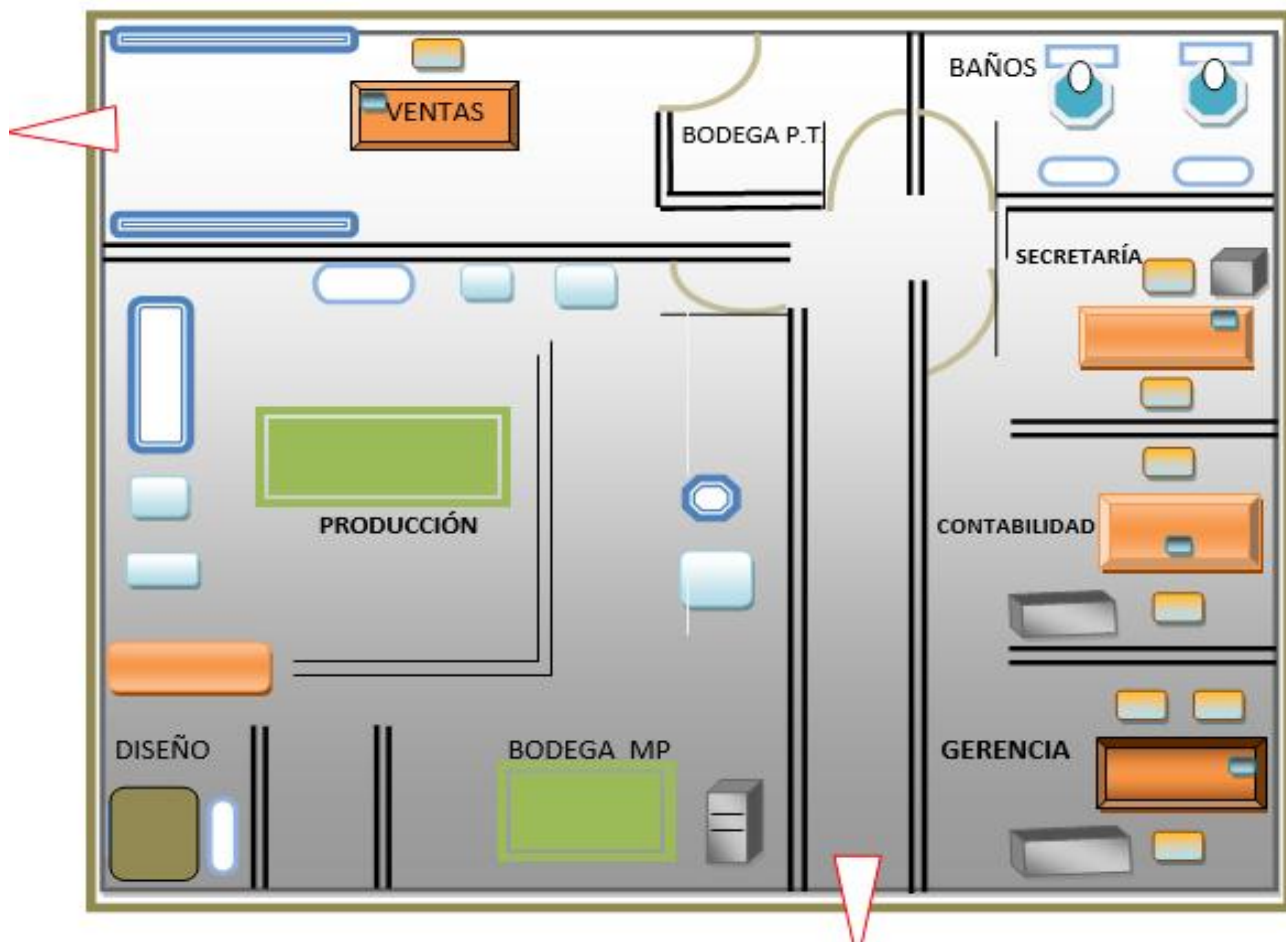 BAÑOS
VENTAS
BODEGA P.T.
SECRETARÍA
PRODUCCIÓN
CONTABILIDAD
DISEÑO
BODEGA MP
GERENCIA